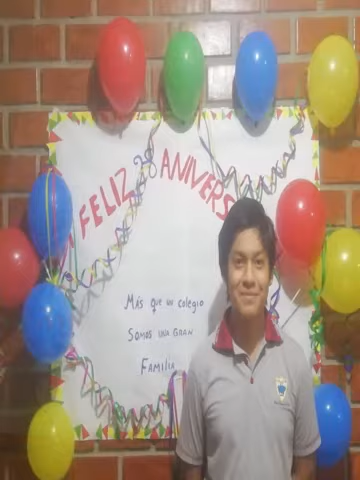 FELIZ ANIVERS
Más que un colegio
SOMOS UNA GRAN
FAMILIA